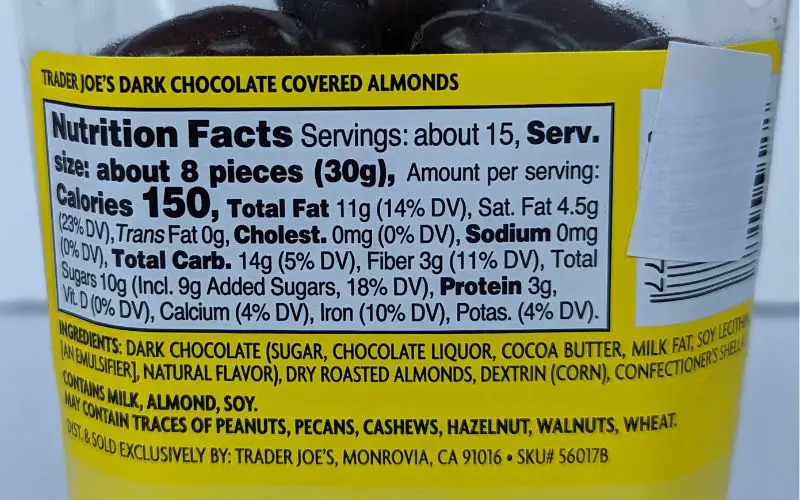 TRADER JOE'S DARK CHOCOLATE COVERED ALMONDS
Nutrition Facts Servings: about 15, Serv.
size: about 8 pieces (30g), Amount per serving:
Calories 150, Total Fat 11g (14% DV), Sat. Fat 4.5g
(23% DV), Trans Fat 0g, Cholest. 0mg (0% DV), Sodium 0mg
(0% DV), Total Carb. 14g (5% DV), Fiber 3g (11% DV), Total
Sugars 10g (Incl. 9g Added Sugars, 18% DV), Protein 3g,
Vit. D (0% DV), Calcium (4% DV), Iron (10% DV), Potas. (4% DV).
INGREDIENTS: DARK CHOCOLATE (SUGAR, CHOCOLATE LIQUOR, COCOA BUTTER, MILK FAT, SOY LECITHIN
[AN EMULSIFIER], NATURAL FLAVOR), DRY ROASTED ALMONDS, DEXTRIN (CORN), CONFECTIONER'S SHELLA
CONTAINS MILK, ALMOND, SOY.
MAY CONTAIN TRACES OF PEANUTS, PECANS, CASHEWS, HAZELNUT, WALNUTS, WHEAT.
DIST. & SOLD EXCLUSIVELY BY: TRADER JOE'S, MONROVIA, CA 91016 • SKU# 56017B